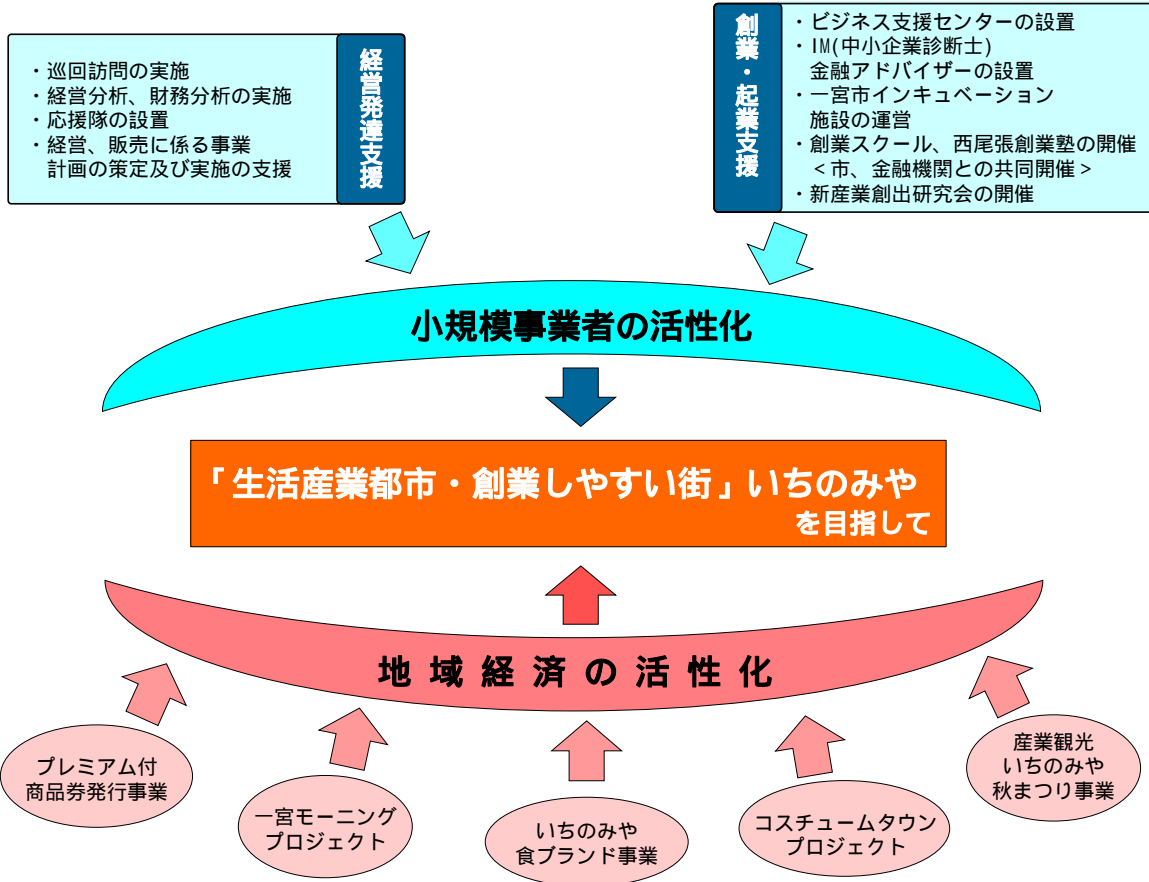 経営発達支援
・巡回訪問の実施
・経営分析、財務分析の実施
・応援隊の設置
・経営、販売に係る事業
計画の策定及び実施の支援
創業・起業支援
・ビジネス支援センターの設置
・IM(中小企業診断士)
金融アドバイザーの設置
・一宮市インキュベーション
施設の運営
・創業スクール、西尾張創業塾の開催
＜市、金融機関との共同開催＞
・新産業創出研究会の開催
小規模事業者の活性化
「生活産業都市・創業しやすい街」いちのみや
を目指して
地域経済の活性化
プレミアム付
商品券発行事業
一宮モーニング
プロジェクト
いちのみや
食ブランド事業
コスチュームタウン
プロジェクト
産業観光
いちのみや
秋まつり事業